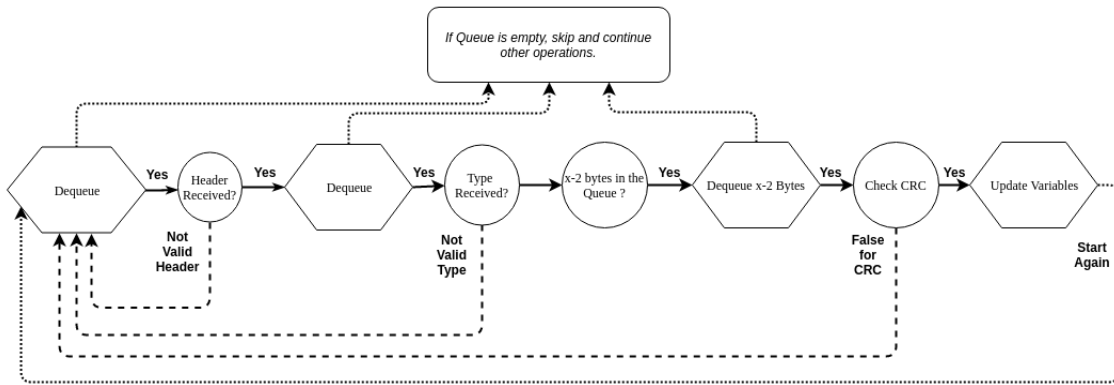 If Queue is empty, skip and continue
other operations.
Dequeue
Yes
Header
Received?
Yes
Dequeue
Yes
Type
Received?
x-2 bytes in the
Queue ?
Yes
Dequeue x-2 Bytes
Yes
Check CRC
Yes
Update Variables
Not
Valid
Header
Not
Valid
Type
False
for
CRC
Start
Again